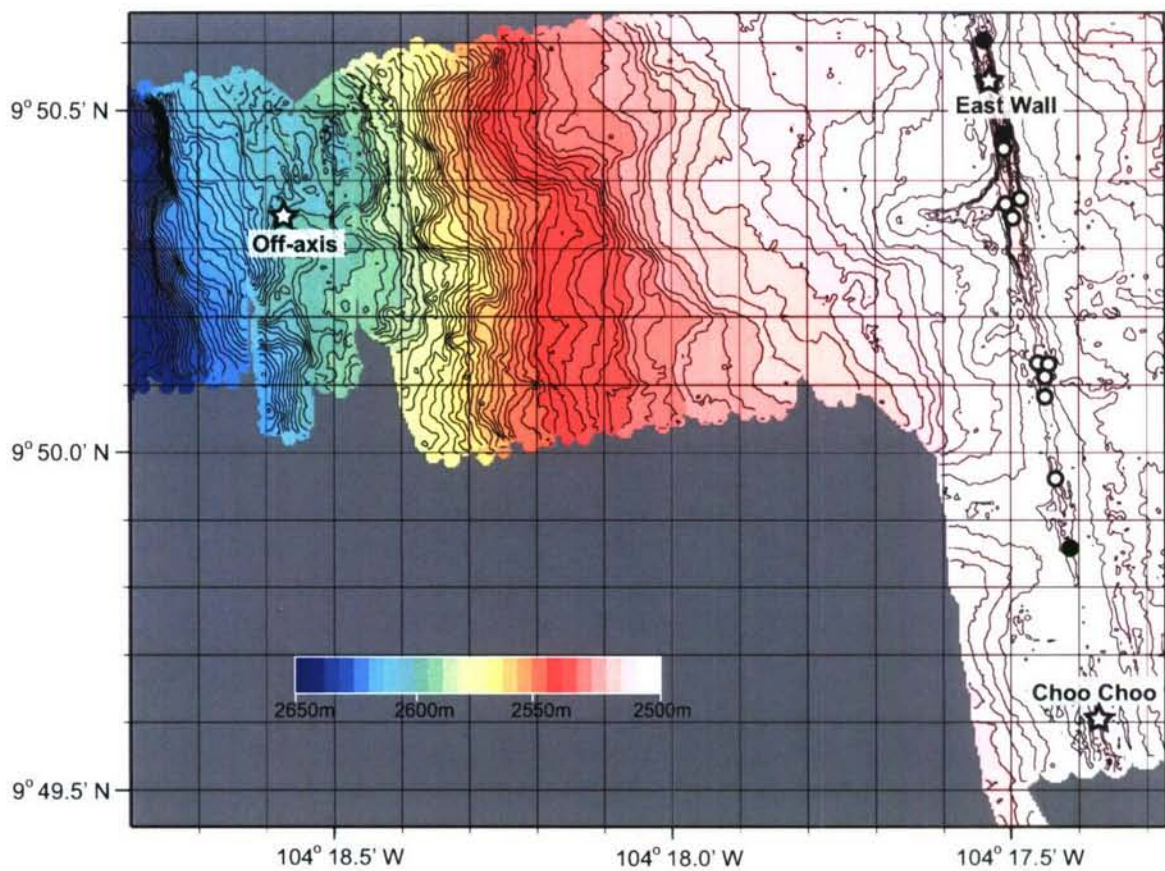 9° 50.5' N
East Wall
Off-axis
9° 50.0' N
2650m 2600m 2550m 2500m
Choo Choo
9° 49.5' N
104° 18.5' W 104° 18.0' W 104° 17.5' W